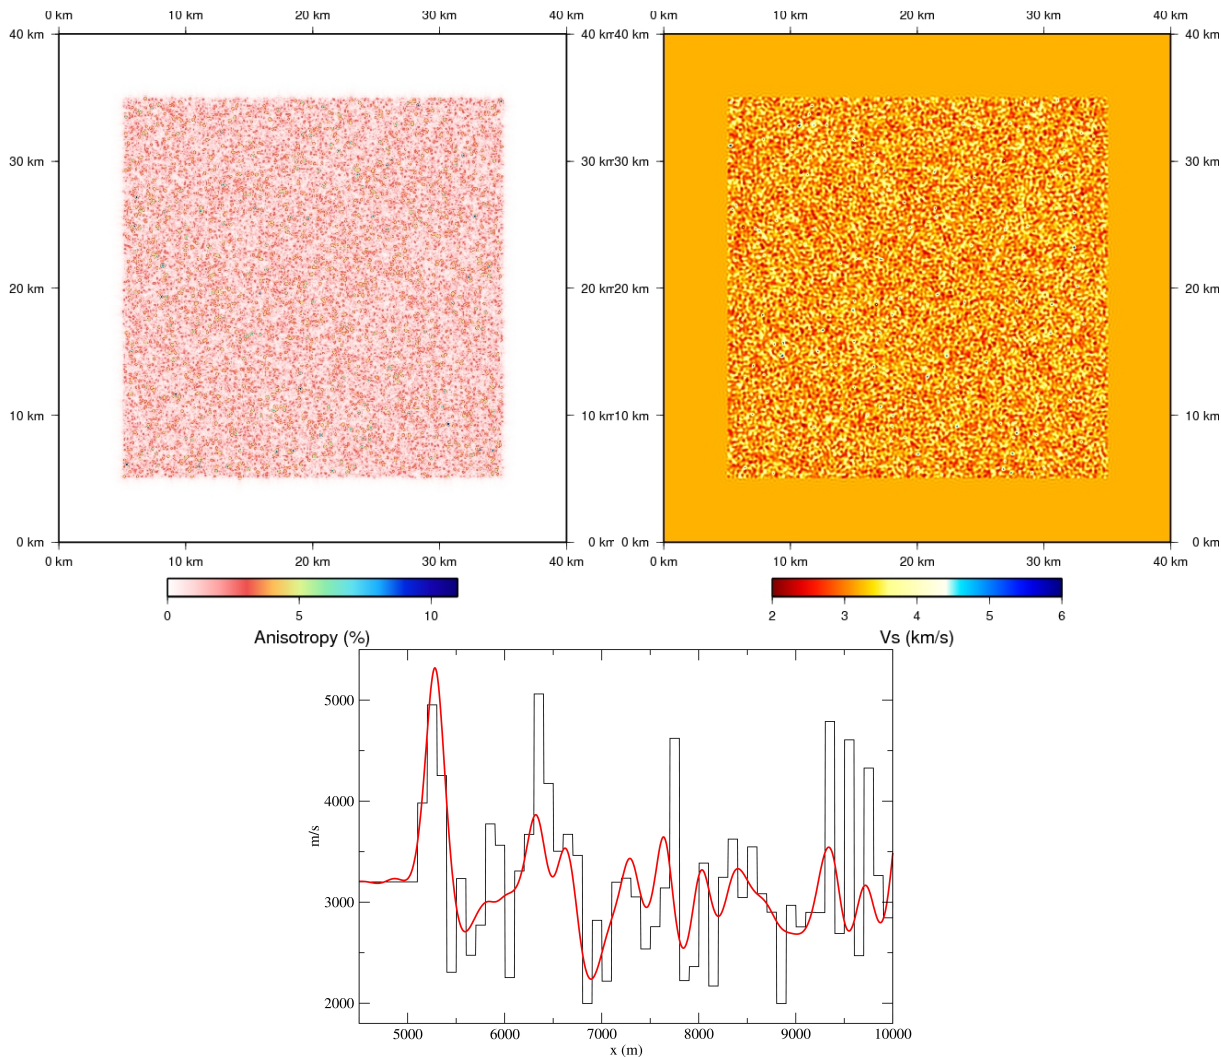 0 km 10 km 20 km 30 km 40 km 0 km 10 km 20 km 30 km 40 km
40 km 40 km 40 km 40 km
30 km 30 km 30 km 30 km
20 km 20 km 20 km 20 km
10 km 10 km 10 km 10 km
0 km 0 km 0 km 0 km
0 km 10 km 20 km 30 km 40 km 0 km 10 km 20 km 30 km 40 km
0 5 10 2 3 4 5 6
Anisotropy (%) Vs (km/s)
5000
4000
m/s
3000
2000
5000 6000 7000 8000 9000 10000
x (m)